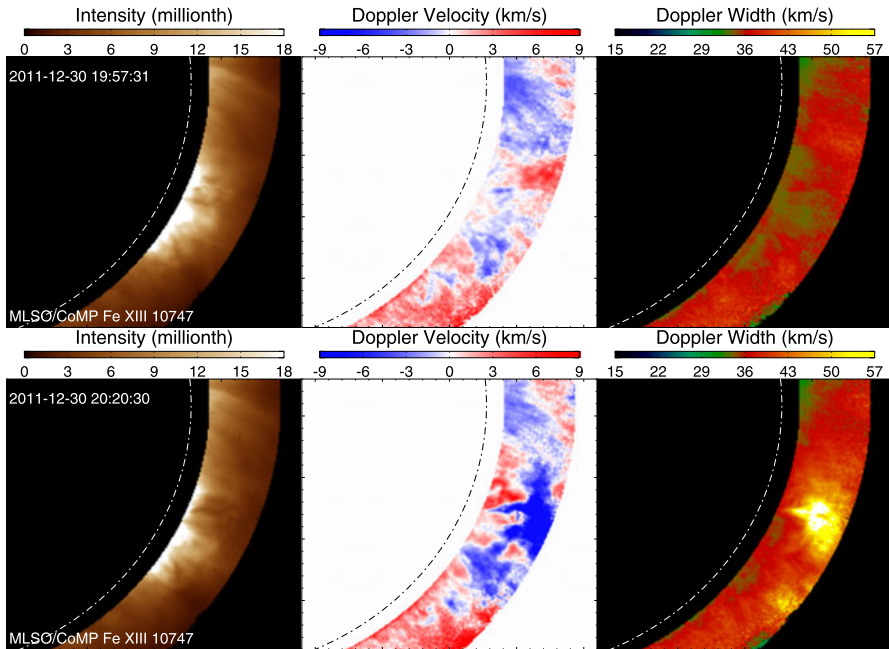 Intensity (millionth) Doppler Velocity (km/s) Doppler Width (km/s)
0 3 6 9 12 15 18 -9 -6 -3 0 3 6 9 15 22 29 36 43 50 57
2011-12-30 19:57:31
MLSO/CoMP Fe XIII 10747
Intensity (millionth) Doppler Velocity (km/s) Doppler Width (km/s)
0 3 6 9 12 15 18 -9 -6 -3 0 3 6 9 15 22 29 36 43 50 57
2011-12-30 20:20:30
MLSO/CoMP Fe XIII 10747